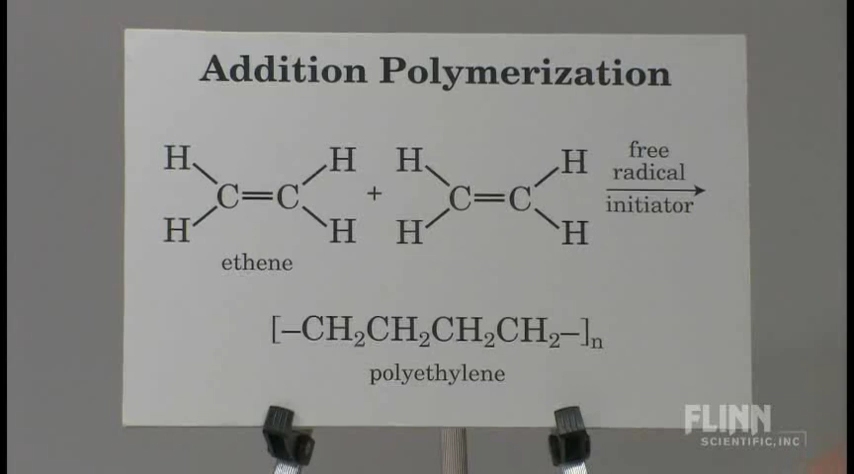 Addition Polymerization
H H H H
C=C + C=C
H H H H
free
radical
initiator
ethene
[–CH₂CH₂CH₂CH₂–]ₙ
polyethylene
FLINN
SCIENTIFIC, INC